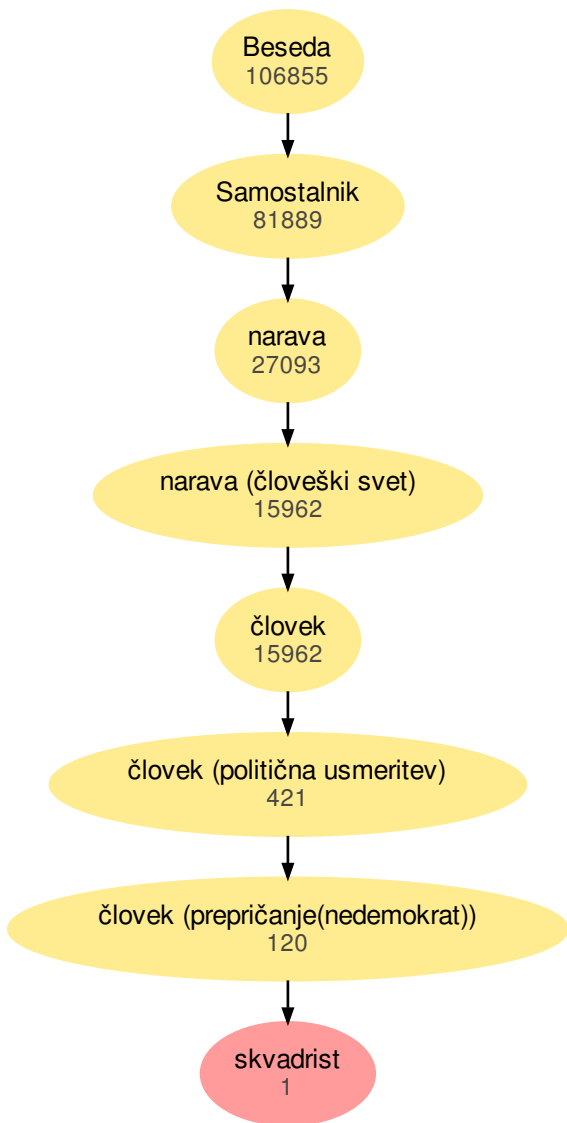 Beseda
106855
Samostalnik
81889
narava
27093
narava (človeški svet)
15962
človek
15962
človek (politična usmeritev)
421
človek (prepričanje(nedemokrat))
120
skvadrist
1